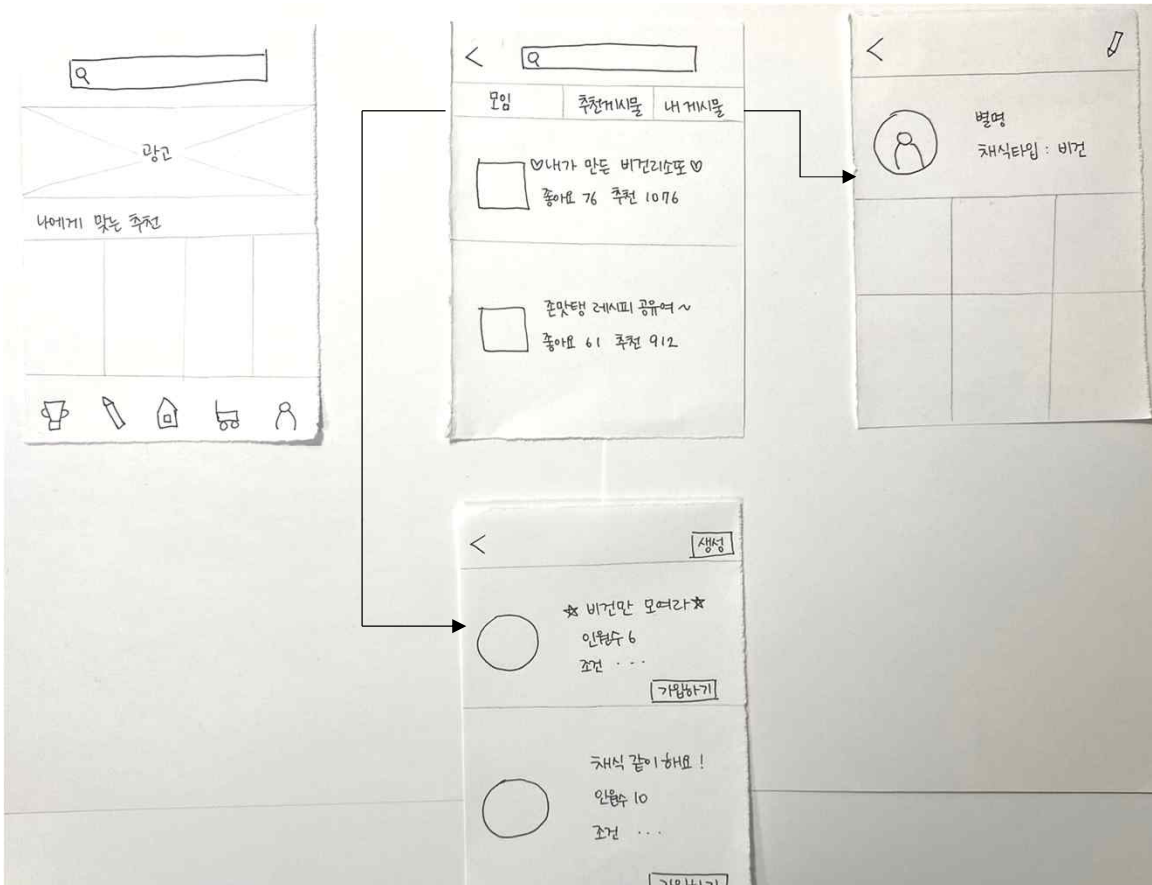 광고
나에게 맞는 추천
모임 추천게시물 내 게시물
♡내가 만든 비건리소또♡
좋아요 76 추천 1076
존맛탱 레시피 공유여~
좋아요 61 추천 912
별명
채식타입 : 비건
생성
☆ 비건만 모여라☆
인원수 6
조건 ...
가입하기
채식 같이 해요 !
인원수 10
조건 ...
가입하기